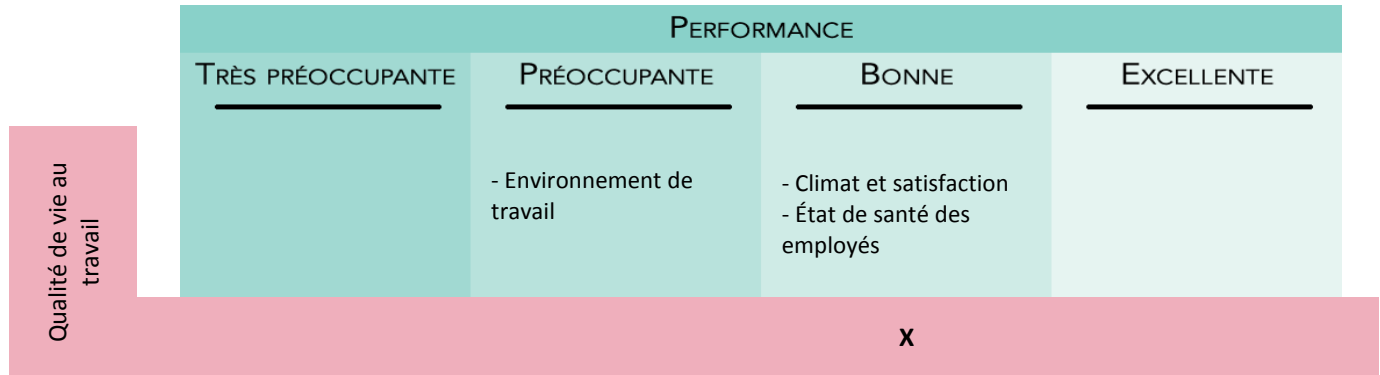 PERFORMANCE
TRÈS PRÉOCCUPANTE
PRÉOCCUPANTE
BONNE
EXCELLENTE
Qualité de vie au
travail
- Environnement de
travail
- Climat et satisfaction
- État de santé des
employés
X